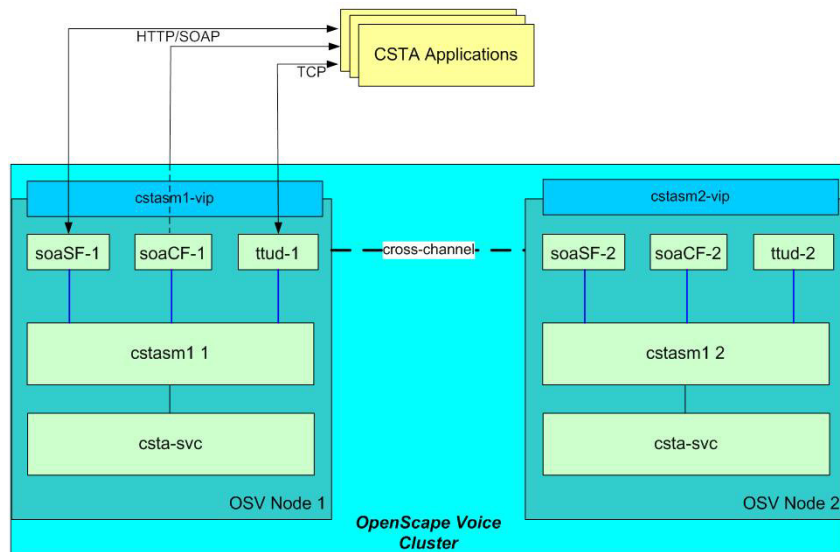 HTTP/SOAP
CSTA Applications
TCP
cstasm1-vip
cstasm2-vip
soaSF-1
soaCF-1
ttud-1
cross-channel
soaSF-2
soaCF-2
ttud-2
cstasm1 1
cstasm1 2
csta-svc
csta-svc
OSV Node 1
OSV Node 2
OpenScape Voice
Cluster